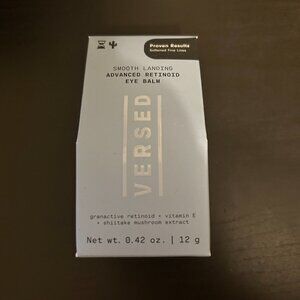 Proven Results
Softened Fine Lines
SMOOTH LANDING
ADVANCED RETINOID
EYE BALM
VERSED
granactive retinoid + vitamin E
+ shiitake mushroom extract
Net wt. 0.42 oz. | 12 g